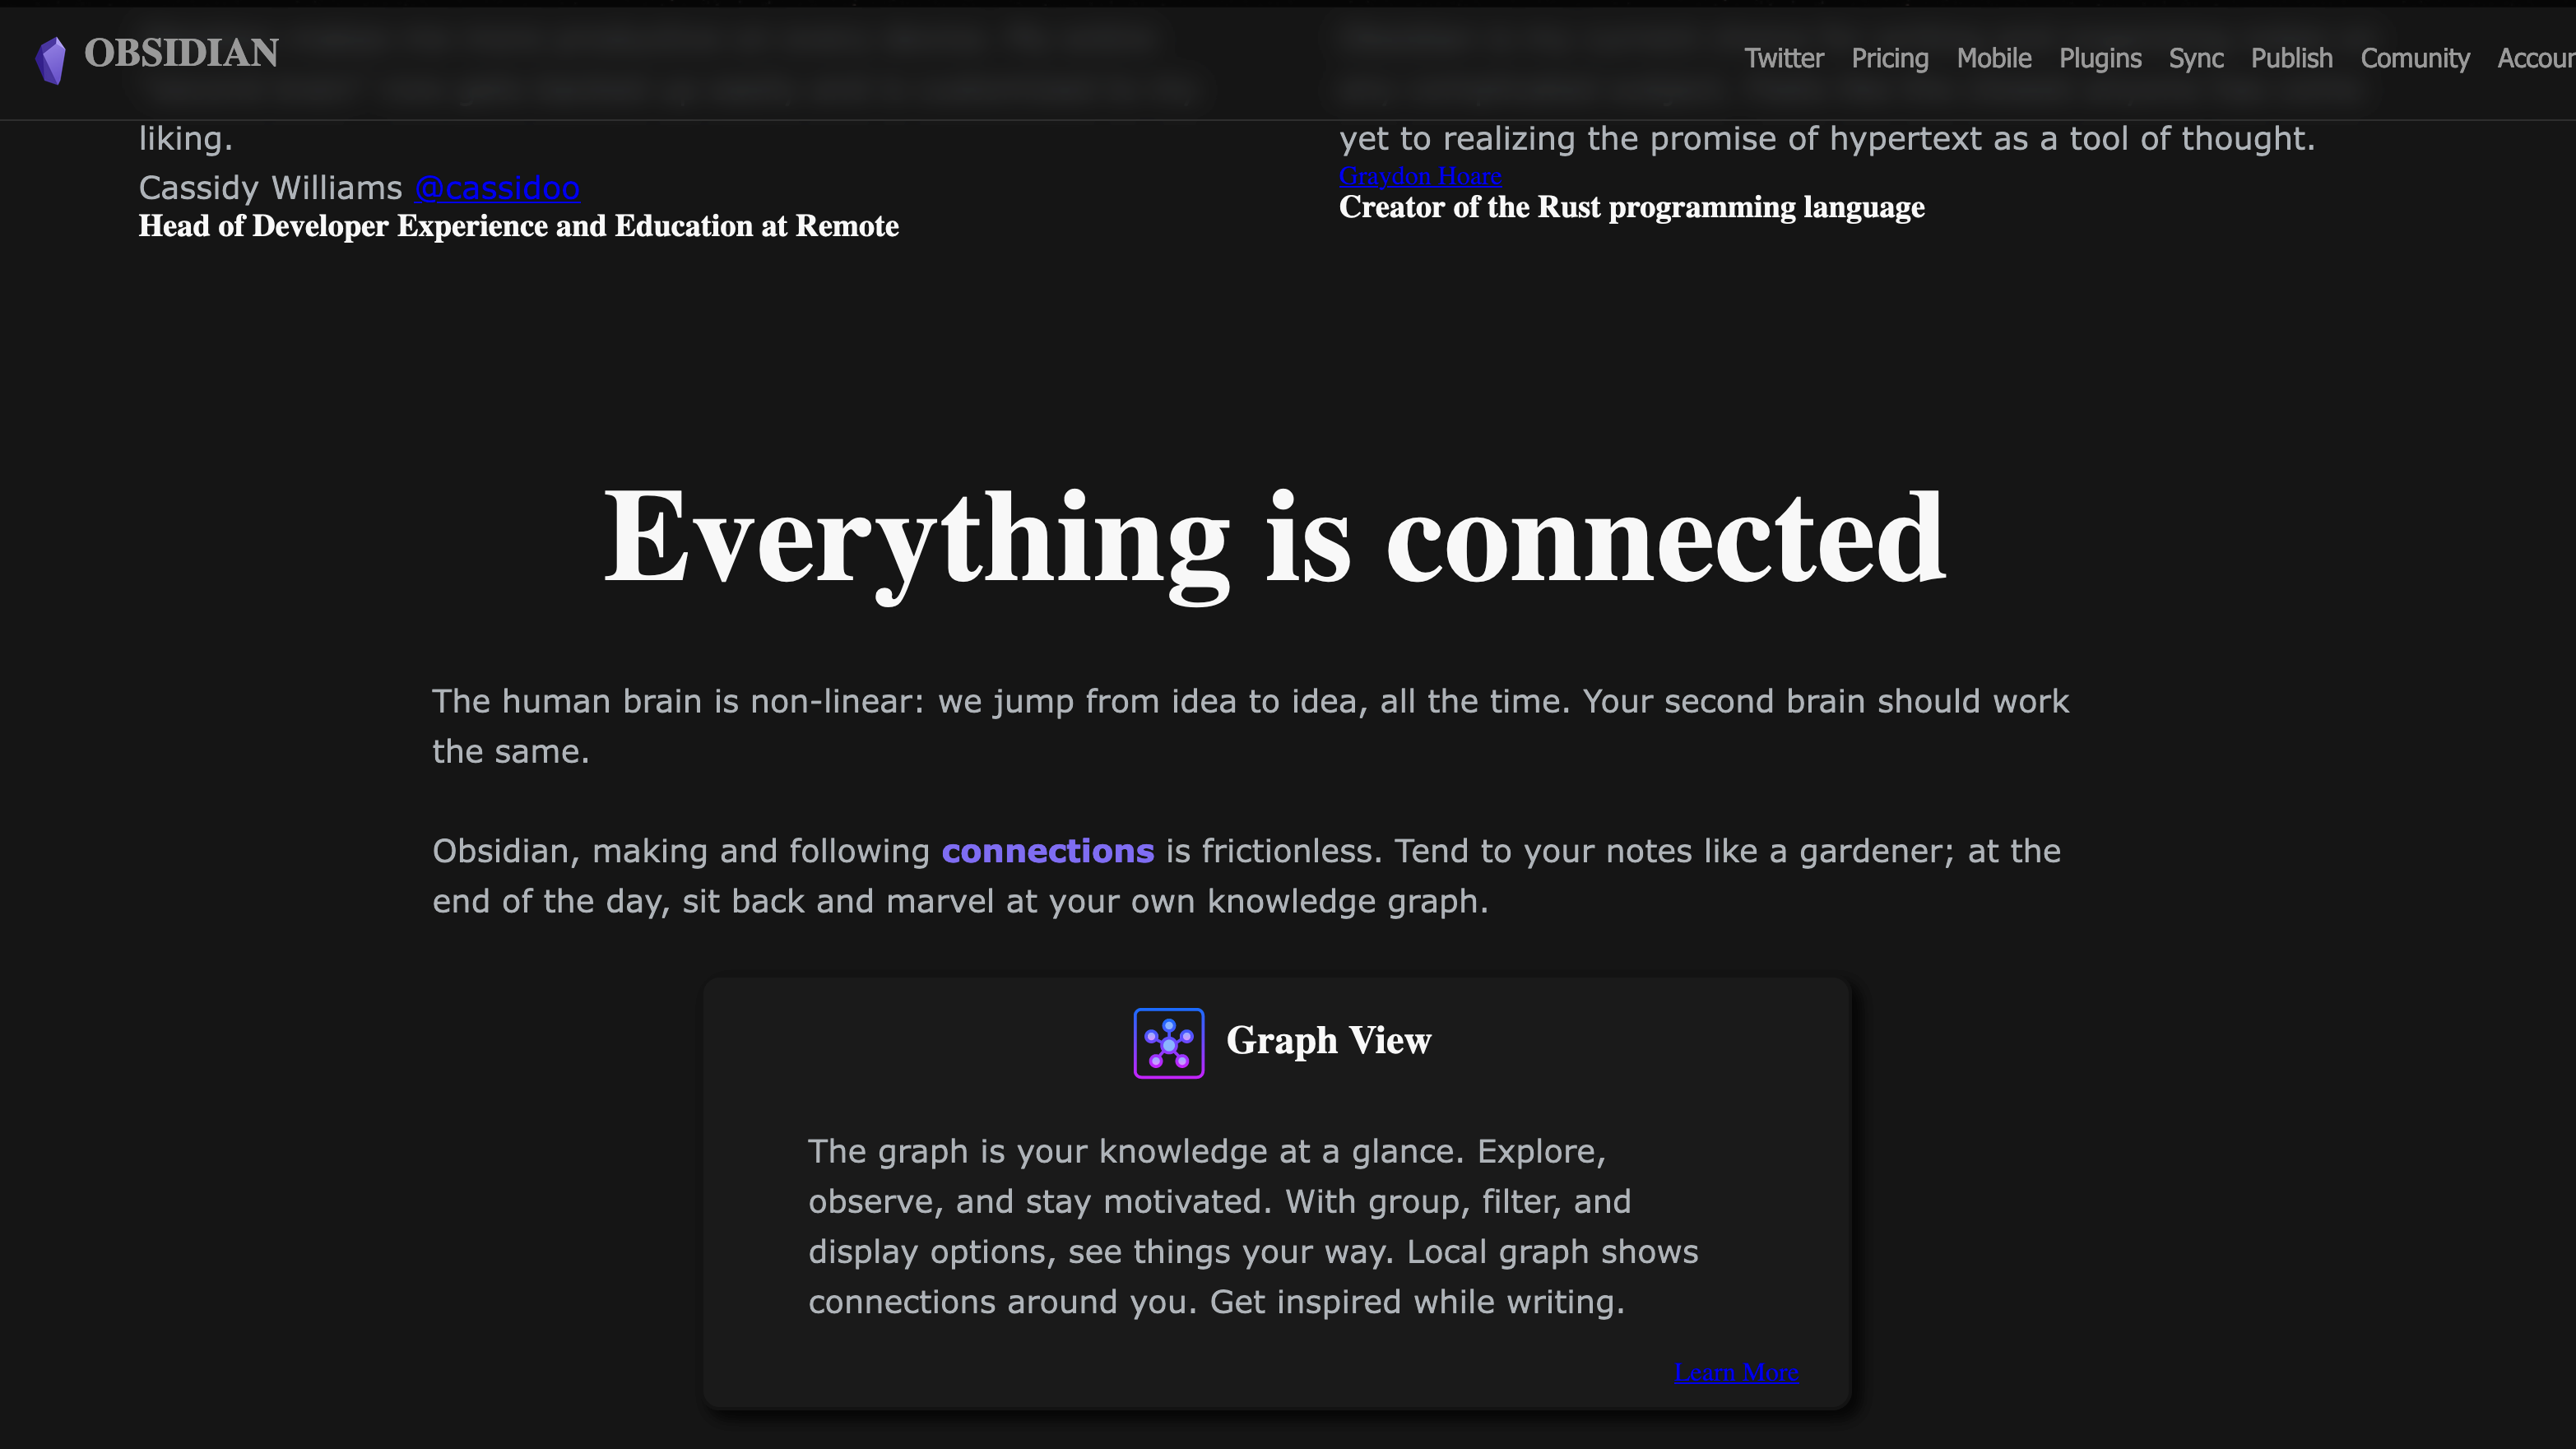 OBSIDIAN
Twitter Pricing Mobile Plugins Sync Publish Comunity
liking.
Cassidy Williams @cassidoo
Head of Developer Experience and Education at Remote
yet to realizing the promise of hypertext as a tool of thought.
Graydon Hoare
Creator of the Rust programming language
Everything is connected
The human brain is non-linear: we jump from idea to idea, all the time. Your second brain should work
the same.
Obsidian, making and following connections is frictionless. Tend to your notes like a gardener; at the
end of the day, sit back and marvel at your own knowledge graph.
Graph View
The graph is your knowledge at a glance. Explore,
observe, and stay motivated. With group, filter, and
display options, see things your way. Local graph shows
connections around you. Get inspired while writing.
Learn More